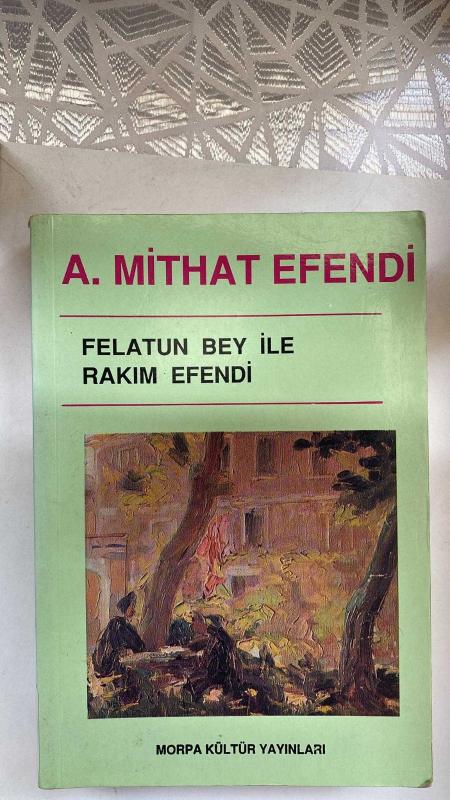 A. MİTHAT EFENDİ
FELATUN BEY İLE
RAKIM EFENDİ
MORPA KÜLTÜR YAYINLARI